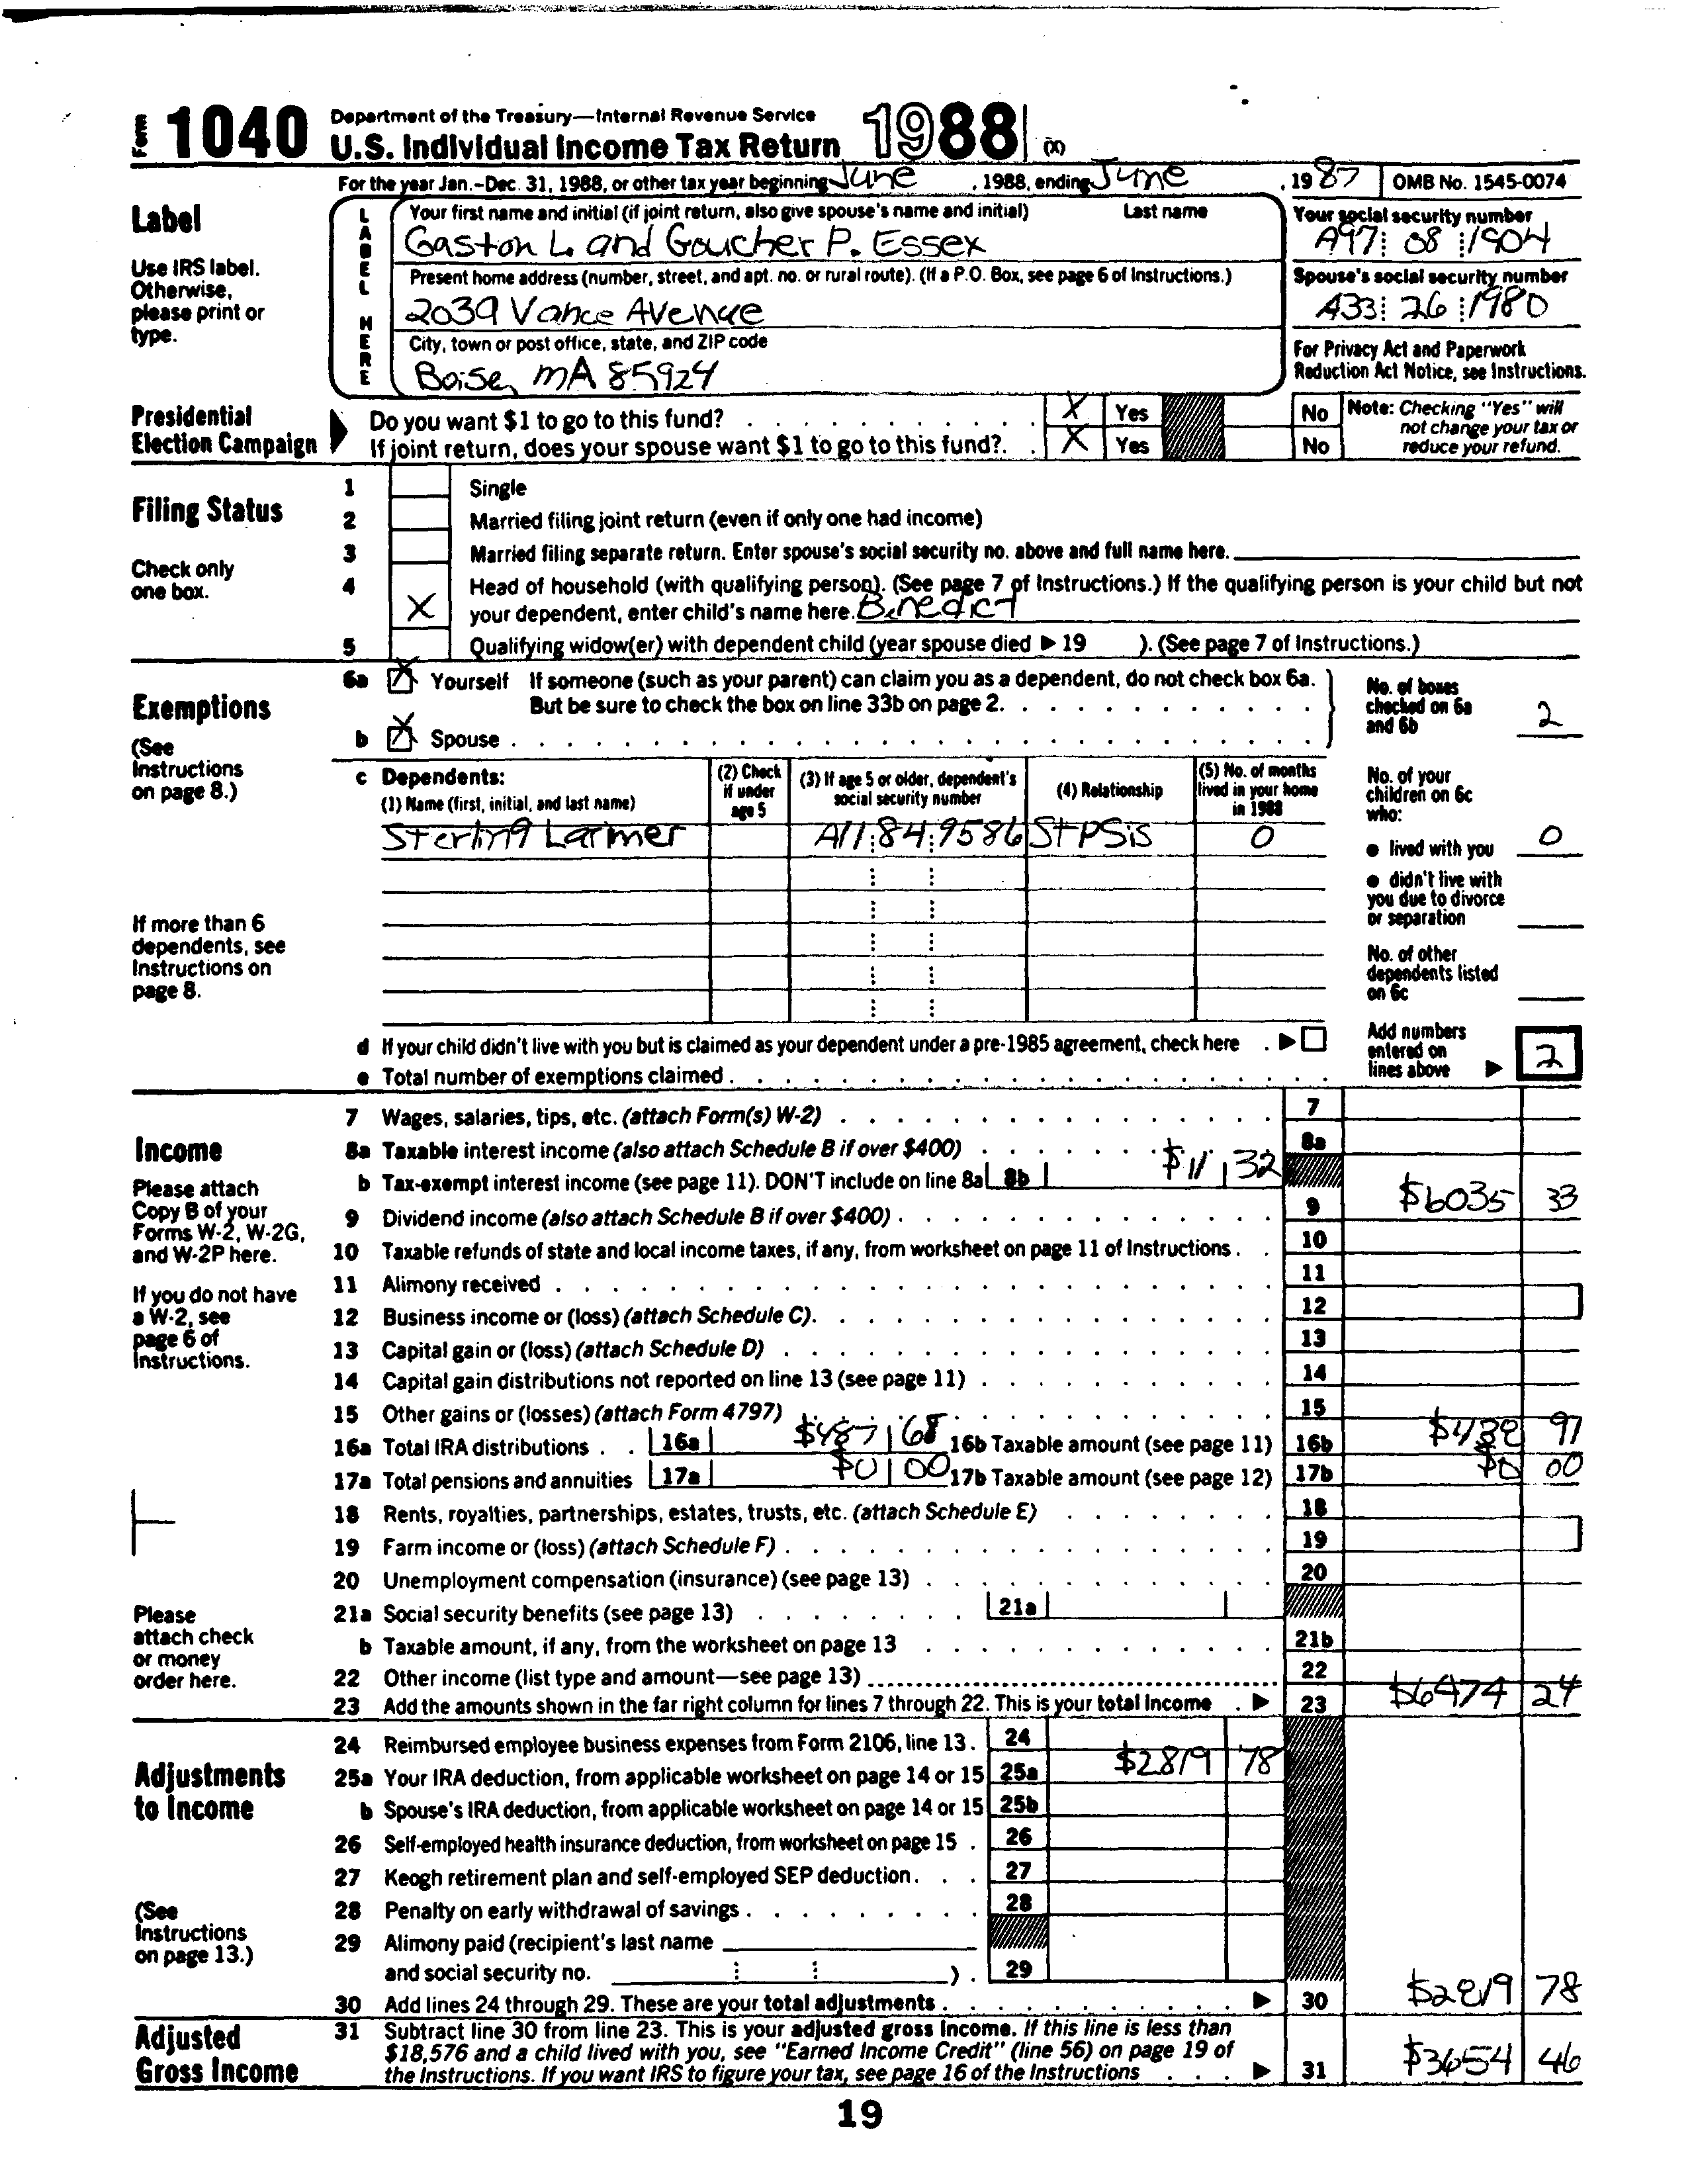 Form 1040 Department of the Treasury—Internal Revenue Service
U.S. Individual Income Tax Return 1988 (X)
For the year Jan.-Dec. 31, 1988, or other tax year beginning June , 1988, ending June , 19 87 OMB No. 1545-0074
Label
Use IRS label.
Otherwise,
please print or
type.
LABEL HERE
Your first name and initial (if joint return, also give spouse's name and initial) Last name
Gaston L. and Goucher P. Essex
Your social security number
A97 08 1904
Present home address (number, street, and apt. no. or rural route). (If a P.O. Box, see page 6 of Instructions.)
2039 Vance Avenue
Spouse's social security number
A33 26 1980
City, town or post office, state, and ZIP code
Boise, MA 85924
For Privacy Act and Paperwork
Reduction Act Notice, see Instructions.
Presidential
Election Campaign
Do you want $1 to go to this fund? X Yes No
If joint return, does your spouse want $1 to go to this fund? X Yes No
Note: Checking "Yes" will
not change your tax or
reduce your refund.
Filing Status
Check only
one box.
1 Single
2 Married filing joint return (even if only one had income)
3 Married filing separate return. Enter spouse's social security no. above and full name here.
4 X Head of household (with qualifying person). (See page 7 of Instructions.) If the qualifying person is your child but not
your dependent, enter child's name here. Benedict
5 Qualifying widow(er) with dependent child (year spouse died ▶ 19 ). (See page 7 of Instructions.)
Exemptions
(See
Instructions
on page 8.)
6a X Yourself If someone (such as your parent) can claim you as a dependent, do not check box 6a.
But be sure to check the box on line 33b on page 2.
b X Spouse
No. of boxes
checked on 6a
and 6b 2
c Dependents:
(1) Name (first, initial, and last name)
(2) Check
if under
age 5
(3) If age 5 or older, dependent's
social security number
(4) Relationship
(5) No. of months
lived in your home
in 1988
Sterling Larimer A11 84 9586 StPSis 0
No. of your
children on 6c
who:
● lived with you 0
● didn't live with
you due to divorce
or separation
No. of other
dependents listed
on 6c
If more than 6
dependents, see
Instructions on
page 8.
d If your child didn't live with you but is claimed as your dependent under a pre-1985 agreement, check here ▶
e Total number of exemptions claimed
Add numbers
entered on
lines above ▶ 2
Income
Please attach
Copy B of your
Forms W-2, W-2G,
and W-2P here.
If you do not have
a W-2, see
page 6 of
Instructions.
Please
attach check
or money
order here.
7 Wages, salaries, tips, etc. (attach Form(s) W-2) 7
8a Taxable interest income (also attach Schedule B if over $400) 8a
b Tax-exempt interest income (see page 11). DON'T include on line 8a 8b $11 32
9 Dividend income (also attach Schedule B if over $400) 9 $6035 33
10 Taxable refunds of state and local income taxes, if any, from worksheet on page 11 of Instructions 10
11 Alimony received 11
12 Business income or (loss) (attach Schedule C) 12
13 Capital gain or (loss) (attach Schedule D) 13
14 Capital gain distributions not reported on line 13 (see page 11) 14
15 Other gains or (losses) (attach Form 4797) 15
16a Total IRA distributions 16a $487 68 16b Taxable amount (see page 11) 16b $438 91
17a Total pensions and annuities 17a $0 00 17b Taxable amount (see page 12) 17b $0 00
18 Rents, royalties, partnerships, estates, trusts, etc. (attach Schedule E) 18
19 Farm income or (loss) (attach Schedule F) 19
20 Unemployment compensation (insurance) (see page 13) 20
21a Social security benefits (see page 13) 21a
b Taxable amount, if any, from the worksheet on page 13 21b
22 Other income (list type and amount—see page 13) 22
23 Add the amounts shown in the far right column for lines 7 through 22. This is your total income ▶ 23 $6474 24
Adjustments
to Income
(See
Instructions
on page 13.)
24 Reimbursed employee business expenses from Form 2106, line 13 24
25a Your IRA deduction, from applicable worksheet on page 14 or 15 25a $2819 78
b Spouse's IRA deduction, from applicable worksheet on page 14 or 15 25b
26 Self-employed health insurance deduction, from worksheet on page 15 26
27 Keogh retirement plan and self-employed SEP deduction 27
28 Penalty on early withdrawal of savings 28
29 Alimony paid (recipient's last name
and social security no. ) 29
30 Add lines 24 through 29. These are your total adjustments ▶ 30 $2819 78
Adjusted
Gross Income
31 Subtract line 30 from line 23. This is your adjusted gross income. If this line is less than
$18,576 and a child lived with you, see "Earned Income Credit" (line 56) on page 19 of
the Instructions. If you want IRS to figure your tax, see page 16 of the Instructions ▶ 31 $3654 46
19